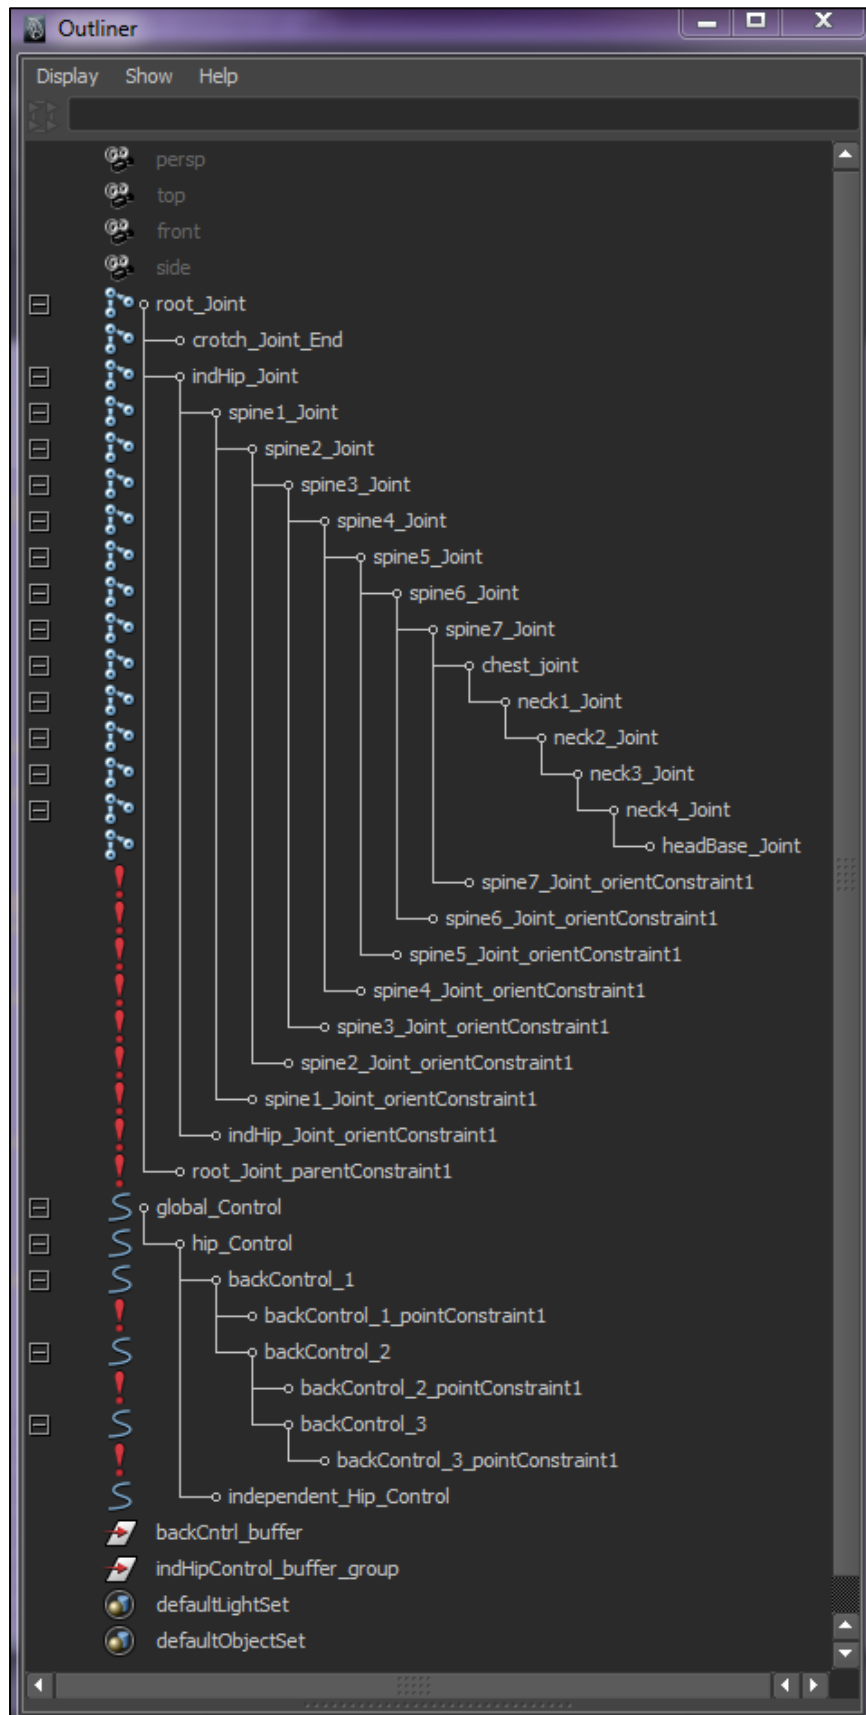 Outliner
Display Show Help
persp
top
front
side
root_Joint
crotch_Joint_End
indHip_Joint
spine1_Joint
spine2_Joint
spine3_Joint
spine4_Joint
spine5_Joint
spine6_Joint
spine7_Joint
chest_joint
neck1_Joint
neck2_Joint
neck3_Joint
neck4_Joint
headBase_Joint
spine7_Joint_orientConstraint1
spine6_Joint_orientConstraint1
spine5_Joint_orientConstraint1
spine4_Joint_orientConstraint1
spine3_Joint_orientConstraint1
spine2_Joint_orientConstraint1
spine1_Joint_orientConstraint1
indHip_Joint_orientConstraint1
root_Joint_parentConstraint1
global_Control
hip_Control
backControl_1
backControl_1_pointConstraint1
backControl_2
backControl_2_pointConstraint1
backControl_3
backControl_3_pointConstraint1
independent_Hip_Control
backCntrl_buffer
indHipControl_buffer_group
defaultLightSet
defaultObjectSet